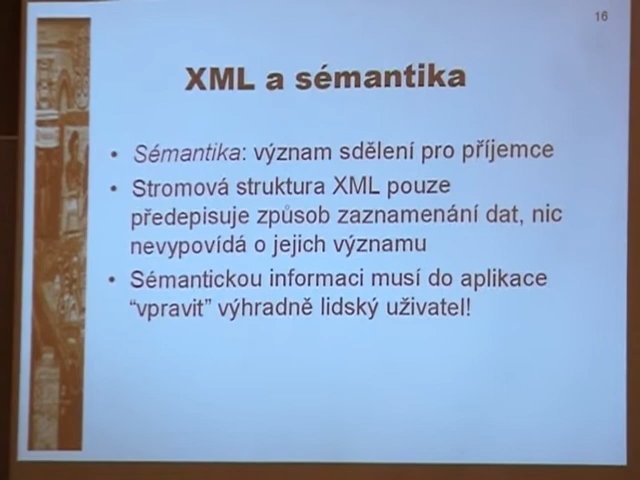 16
XML a sémantika
• Sémantika: význam sdělení pro příjemce
• Stromová struktura XML pouze
předepisuje způsob zaznamenání dat, nic
nevypovídá o jejich významu
• Sémantickou informaci musí do aplikace
“vpravit” výhradně lidský uživatel!